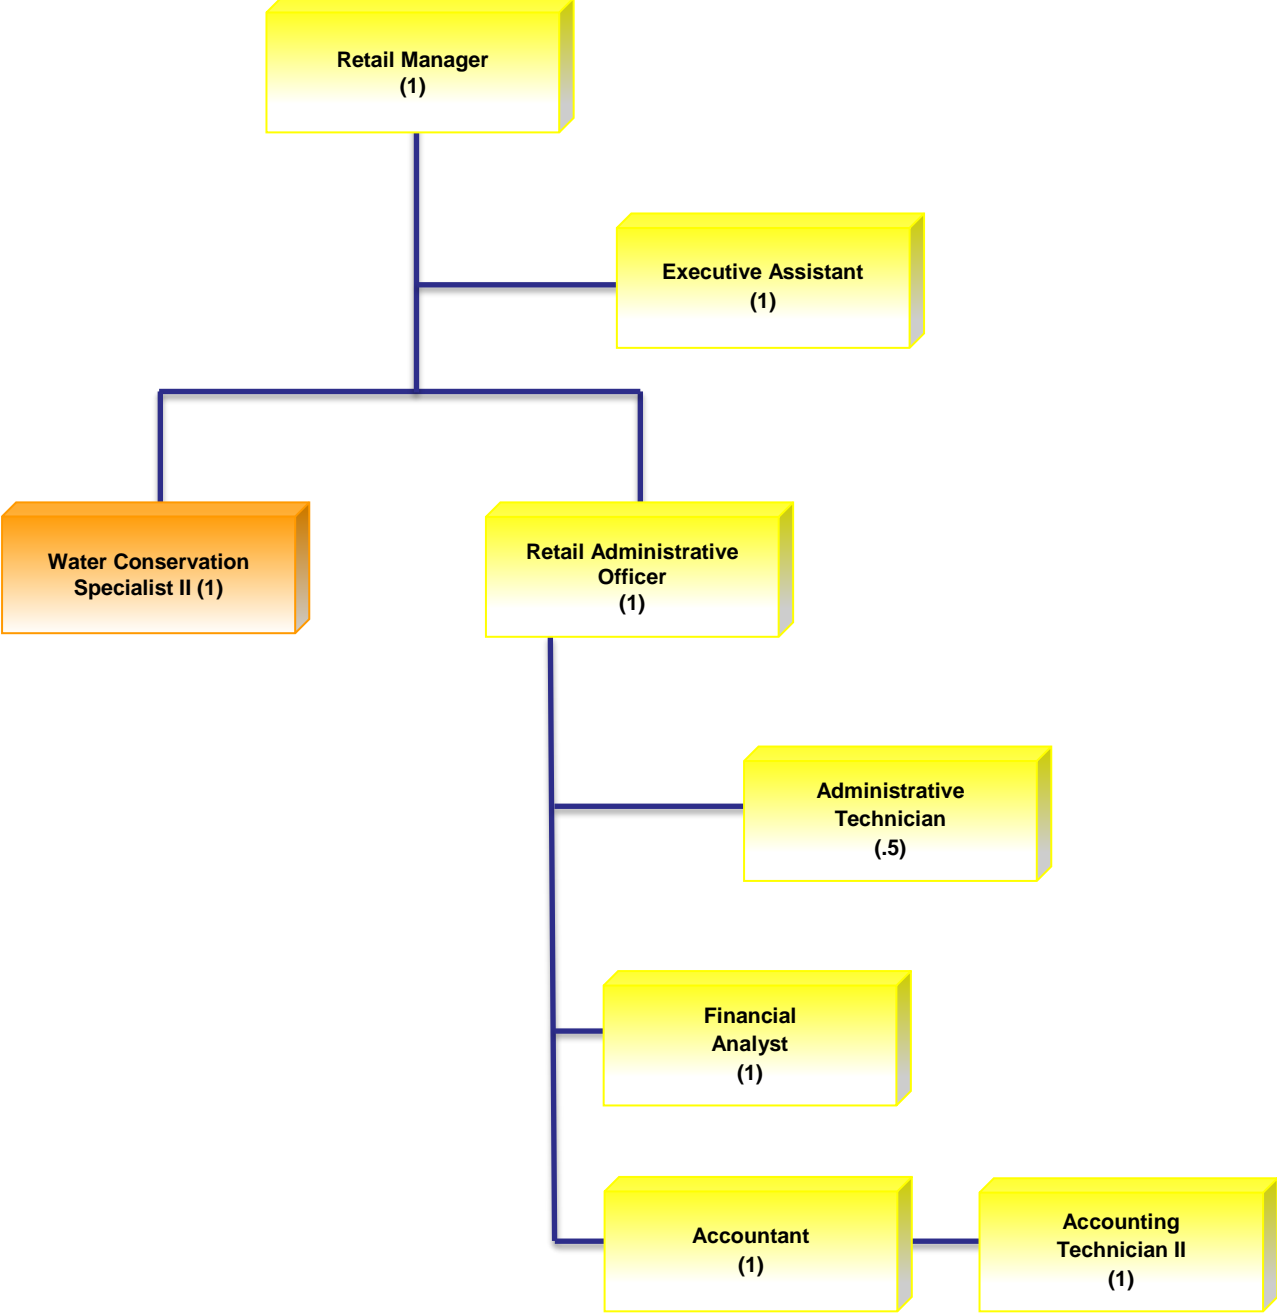 Retail Manager
(1)
Executive Assistant
(1)
Water Conservation
Specialist II (1)
Retail Administrative
Officer
(1)
Administrative
Technician
(.5)
Financial
Analyst
(1)
Accountant
(1)
Accounting
Technician II
(1)